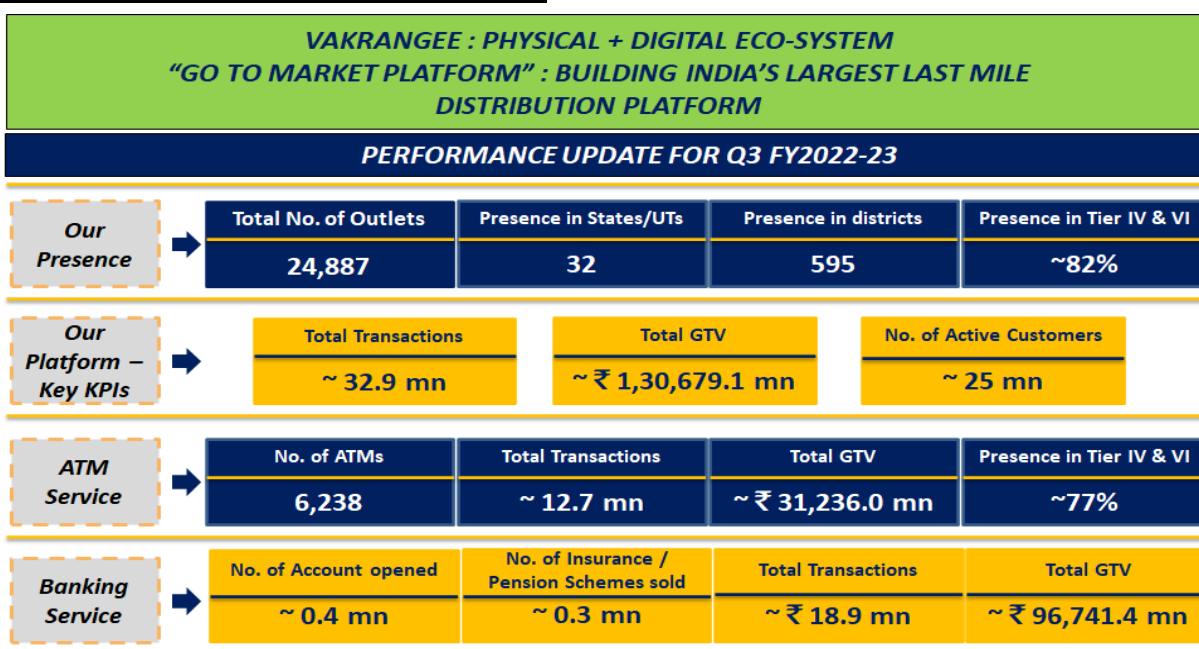 VAKRANGEE : PHYSICAL + DIGITAL ECO-SYSTEM
“GO TO MARKET PLATFORM” : BUILDING INDIA’S LARGEST LAST MILE
DISTRIBUTION PLATFORM
PERFORMANCE UPDATE FOR Q3 FY2022-23
Our
Presence
Total No. of Outlets
24,887
Presence in States/UTs
32
Presence in districts
595
Presence in Tier IV & VI
~82%
Our
Platform –
Key KPIs
Total Transactions
~ 32.9 mn
Total GTV
~ ₹ 1,30,679.1 mn
No. of Active Customers
~ 25 mn
ATM
Service
No. of ATMs
6,238
Total Transactions
~ 12.7 mn
Total GTV
~ ₹ 31,236.0 mn
Presence in Tier IV & VI
~77%
Banking
Service
No. of Account opened
~ 0.4 mn
No. of Insurance /
Pension Schemes sold
~ 0.3 mn
Total Transactions
~ ₹ 18.9 mn
Total GTV
~ ₹ 96,741.4 mn